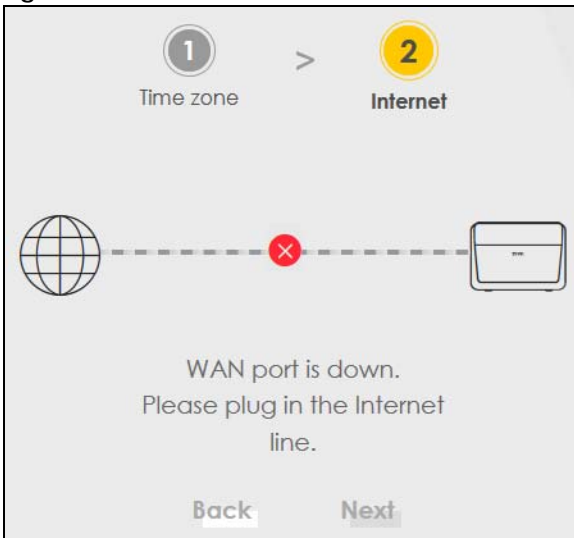 1
>
2
Time zone
Internet
WAN port is down.
Please plug in the Internet
line.
Back
Next